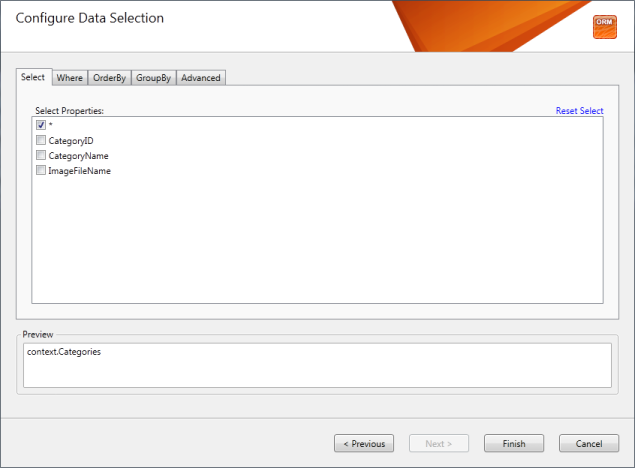 Configure Data Selection
ORM
Select Where OrderBy GroupBy Advanced
Select Properties: Reset Select
*
CategoryID
CategoryName
ImageFileName
Preview
context.Categories
< Previous Next > Finish Cancel